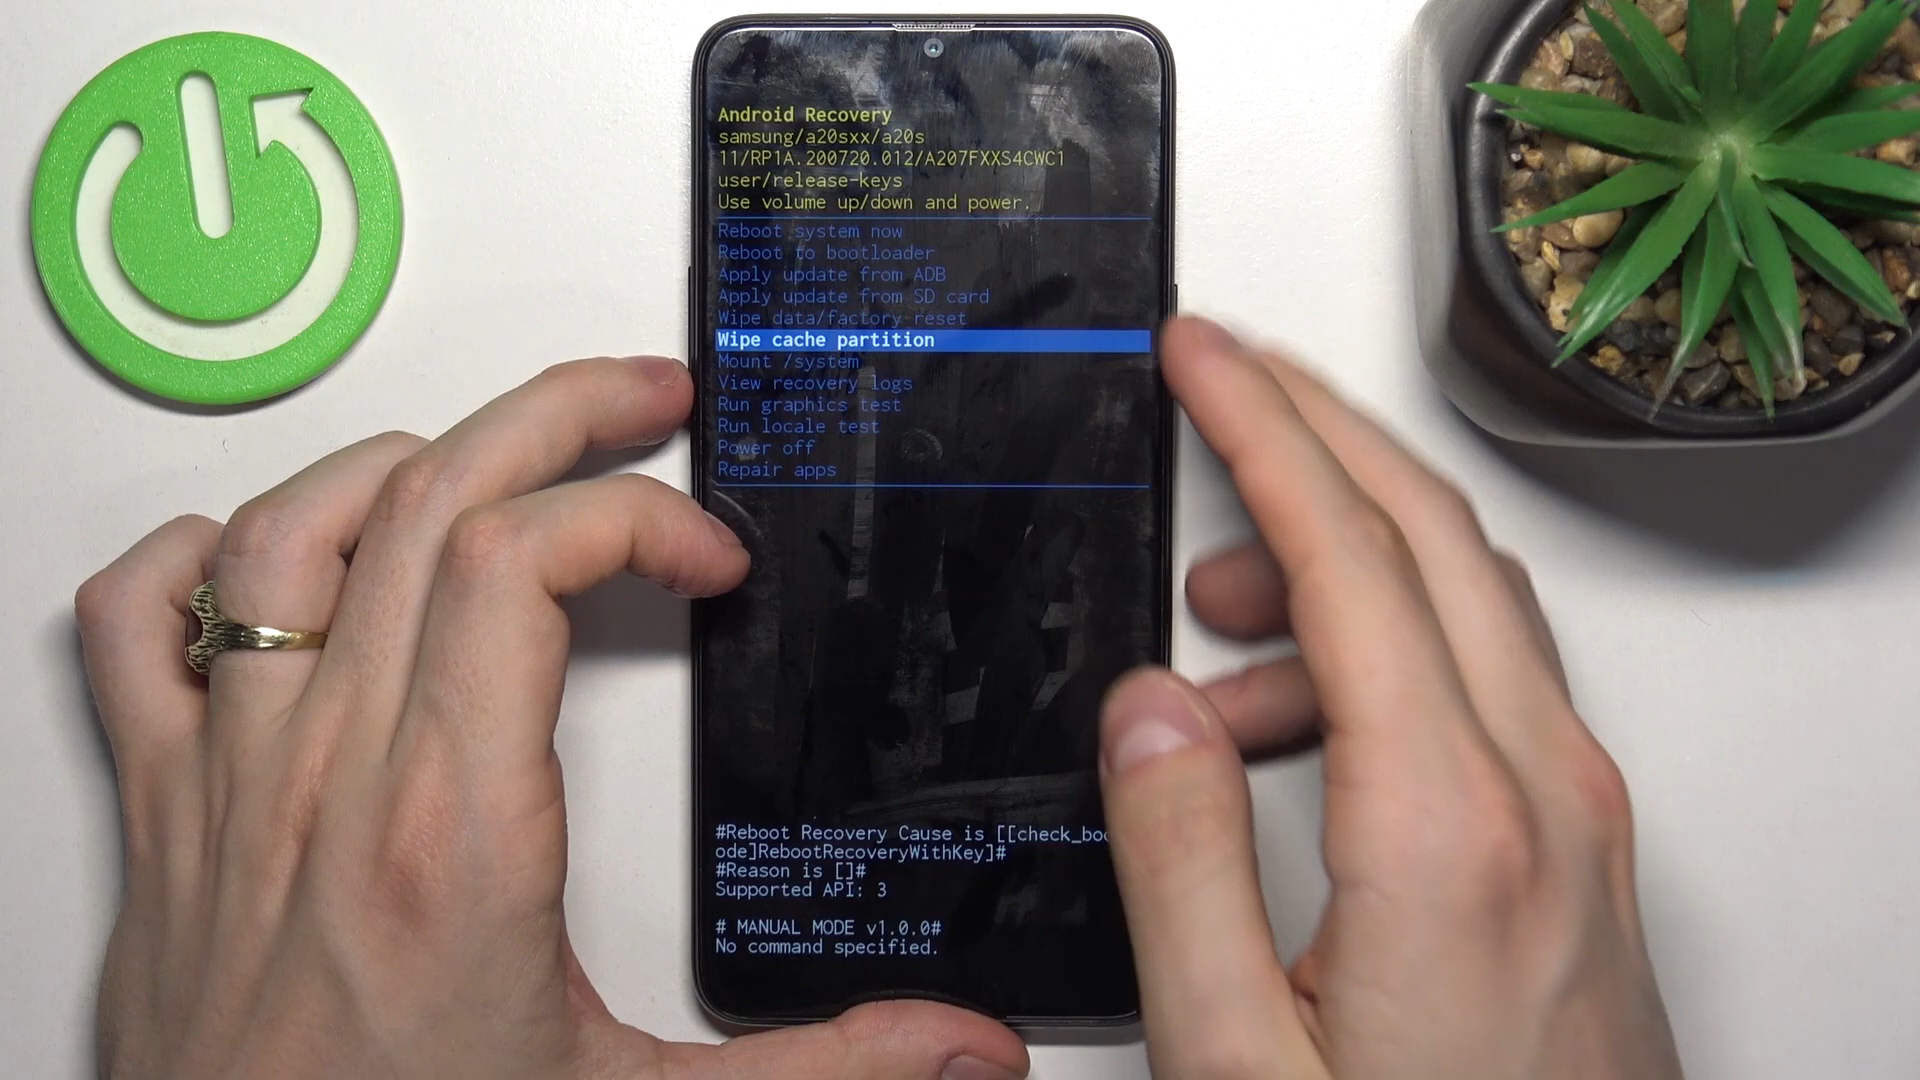 Android Recovery
samsung/a20sxx/a20s
11/RP1A.200720.012/A207FXXS4CWC1
user/release-keys
Use volume up/down and power.
Reboot system now
Reboot to bootloader
Apply update from ADB
Apply update from SD card
Wipe data/factory reset
Wipe cache partition
Mount /system
View recovery logs
Run graphics test
Run locale test
Power off
Repair apps
#Reboot Recovery Cause is [[check_boo
ode]RebootRecoveryWithKey]#
#Reason is []#
Supported API: 3
# MANUAL MODE v1.0.0#
No command specified.